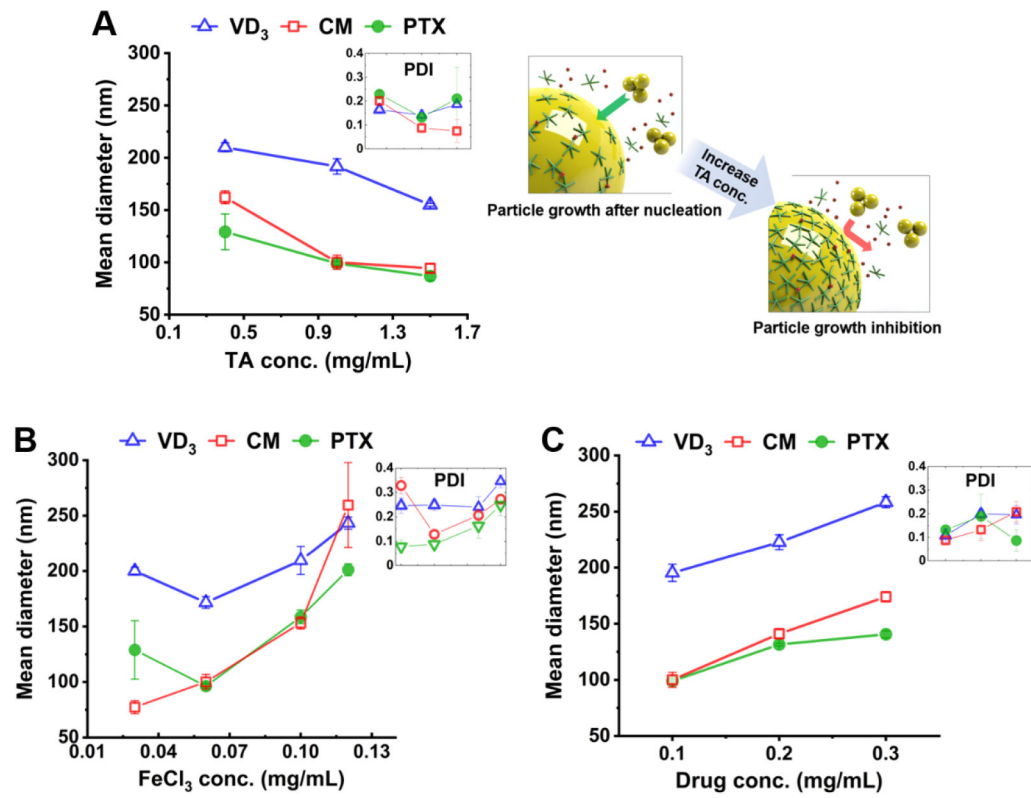 A
VD₃ CM PTX
300
250
200
150
100
50
Mean diameter (nm)
0.1 0.5 0.9 1.3 1.7
TA conc. (mg/mL)
PDI
0.4
0.3
0.2
0.1
0
Increase
TA conc.
Particle growth after nucleation
Particle growth inhibition
B
VD₃ CM PTX
300
250
200
150
100
50
Mean diameter (nm)
0.01 0.04 0.07 0.10 0.13
FeCl₃ conc. (mg/mL)
PDI
0.4
0.3
0.2
0.1
0
C
VD₃ CM PTX
300
250
200
150
100
50
Mean diameter (nm)
0.1 0.2 0.3
Drug conc. (mg/mL)
PDI
0.4
0.3
0.2
0.1
0